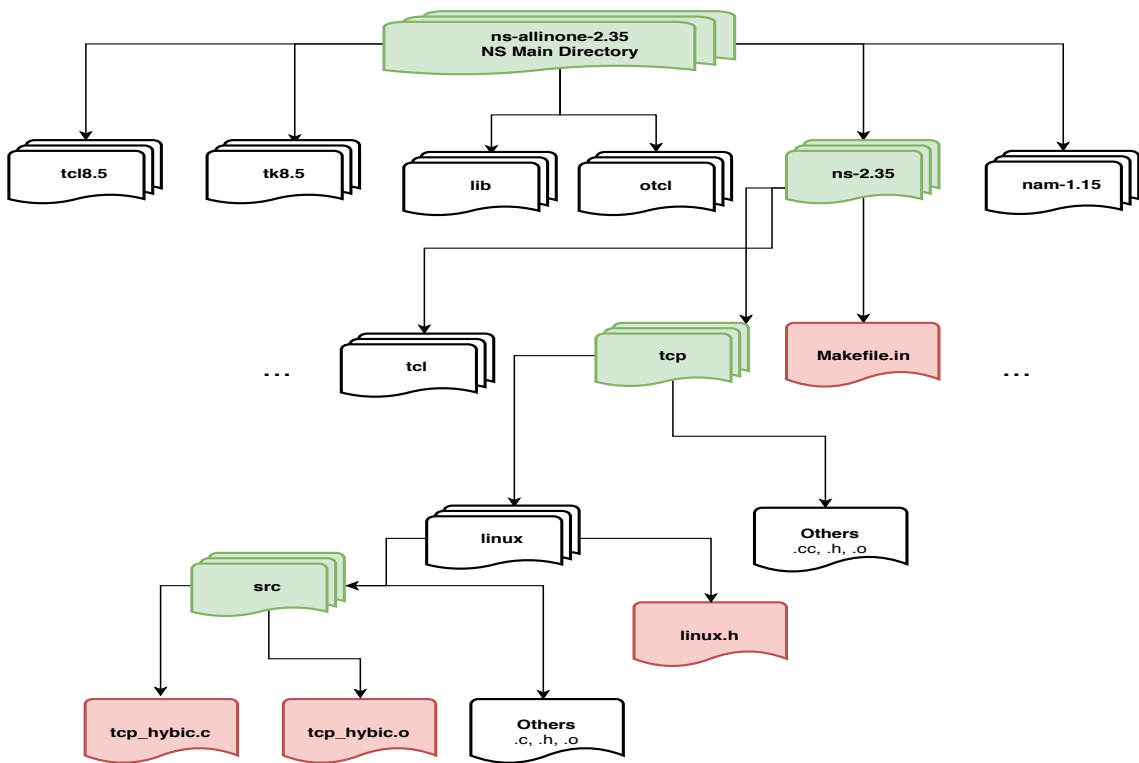 ns-allinone-2.35
NS Main Directory
tcl8.5
tk8.5
lib
otcl
ns-2.35
nam-1.15
...
tcl
tcp
Makefile.in
...
linux
Others
.cc, .h, .o
src
linux.h
tcp_hybic.c
tcp_hybic.o
Others
.c, .h, .o